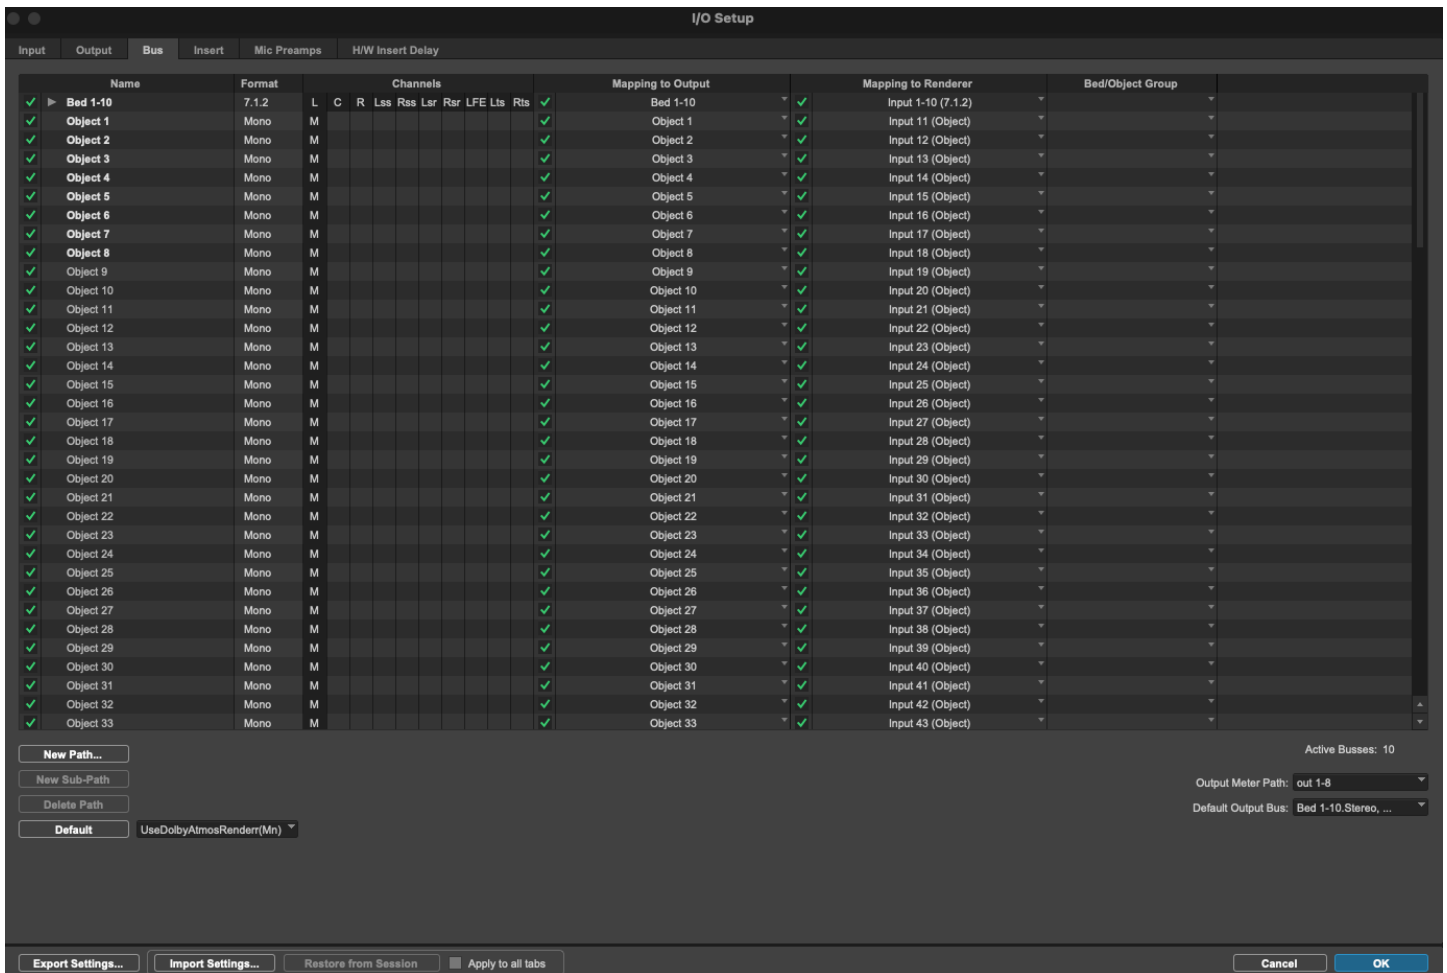 I/O Setup
Input Output Bus Insert Mic Preamps H/W Insert Delay
Name Format Channels Mapping to Output Mapping to Renderer Bed/Object Group
Bed 1-10 7.1.2 L C R Lss Rss Lsr Rsr LFE Lts Rts Bed 1-10 Input 1-10 (7.1.2)
Object 1 Mono M Object 1 Input 11 (Object)
Object 2 Mono M Object 2 Input 12 (Object)
Object 3 Mono M Object 3 Input 13 (Object)
Object 4 Mono M Object 4 Input 14 (Object)
Object 5 Mono M Object 5 Input 15 (Object)
Object 6 Mono M Object 6 Input 16 (Object)
Object 7 Mono M Object 7 Input 17 (Object)
Object 8 Mono M Object 8 Input 18 (Object)
Object 9 Mono M Object 9 Input 19 (Object)
Object 10 Mono M Object 10 Input 20 (Object)
Object 11 Mono M Object 11 Input 21 (Object)
Object 12 Mono M Object 12 Input 22 (Object)
Object 13 Mono M Object 13 Input 23 (Object)
Object 14 Mono M Object 14 Input 24 (Object)
Object 15 Mono M Object 15 Input 25 (Object)
Object 16 Mono M Object 16 Input 26 (Object)
Object 17 Mono M Object 17 Input 27 (Object)
Object 18 Mono M Object 18 Input 28 (Object)
Object 19 Mono M Object 19 Input 29 (Object)
Object 20 Mono M Object 20 Input 30 (Object)
Object 21 Mono M Object 21 Input 31 (Object)
Object 22 Mono M Object 22 Input 32 (Object)
Object 23 Mono M Object 23 Input 33 (Object)
Object 24 Mono M Object 24 Input 34 (Object)
Object 25 Mono M Object 25 Input 35 (Object)
Object 26 Mono M Object 26 Input 36 (Object)
Object 27 Mono M Object 27 Input 37 (Object)
Object 28 Mono M Object 28 Input 38 (Object)
Object 29 Mono M Object 29 Input 39 (Object)
Object 30 Mono M Object 30 Input 40 (Object)
Object 31 Mono M Object 31 Input 41 (Object)
Object 32 Mono M Object 32 Input 42 (Object)
Object 33 Mono M Object 33 Input 43 (Object)
New Path... Active Busses: 10
New Sub-Path Output Meter Path: out 1-8
Delete Path Default Output Bus: Bed 1-10.Stereo, ...
Default UseDolbyAtmosRenderr(Mn)
Export Settings... Import Settings... Restore from Session Apply to all tabs Cancel OK